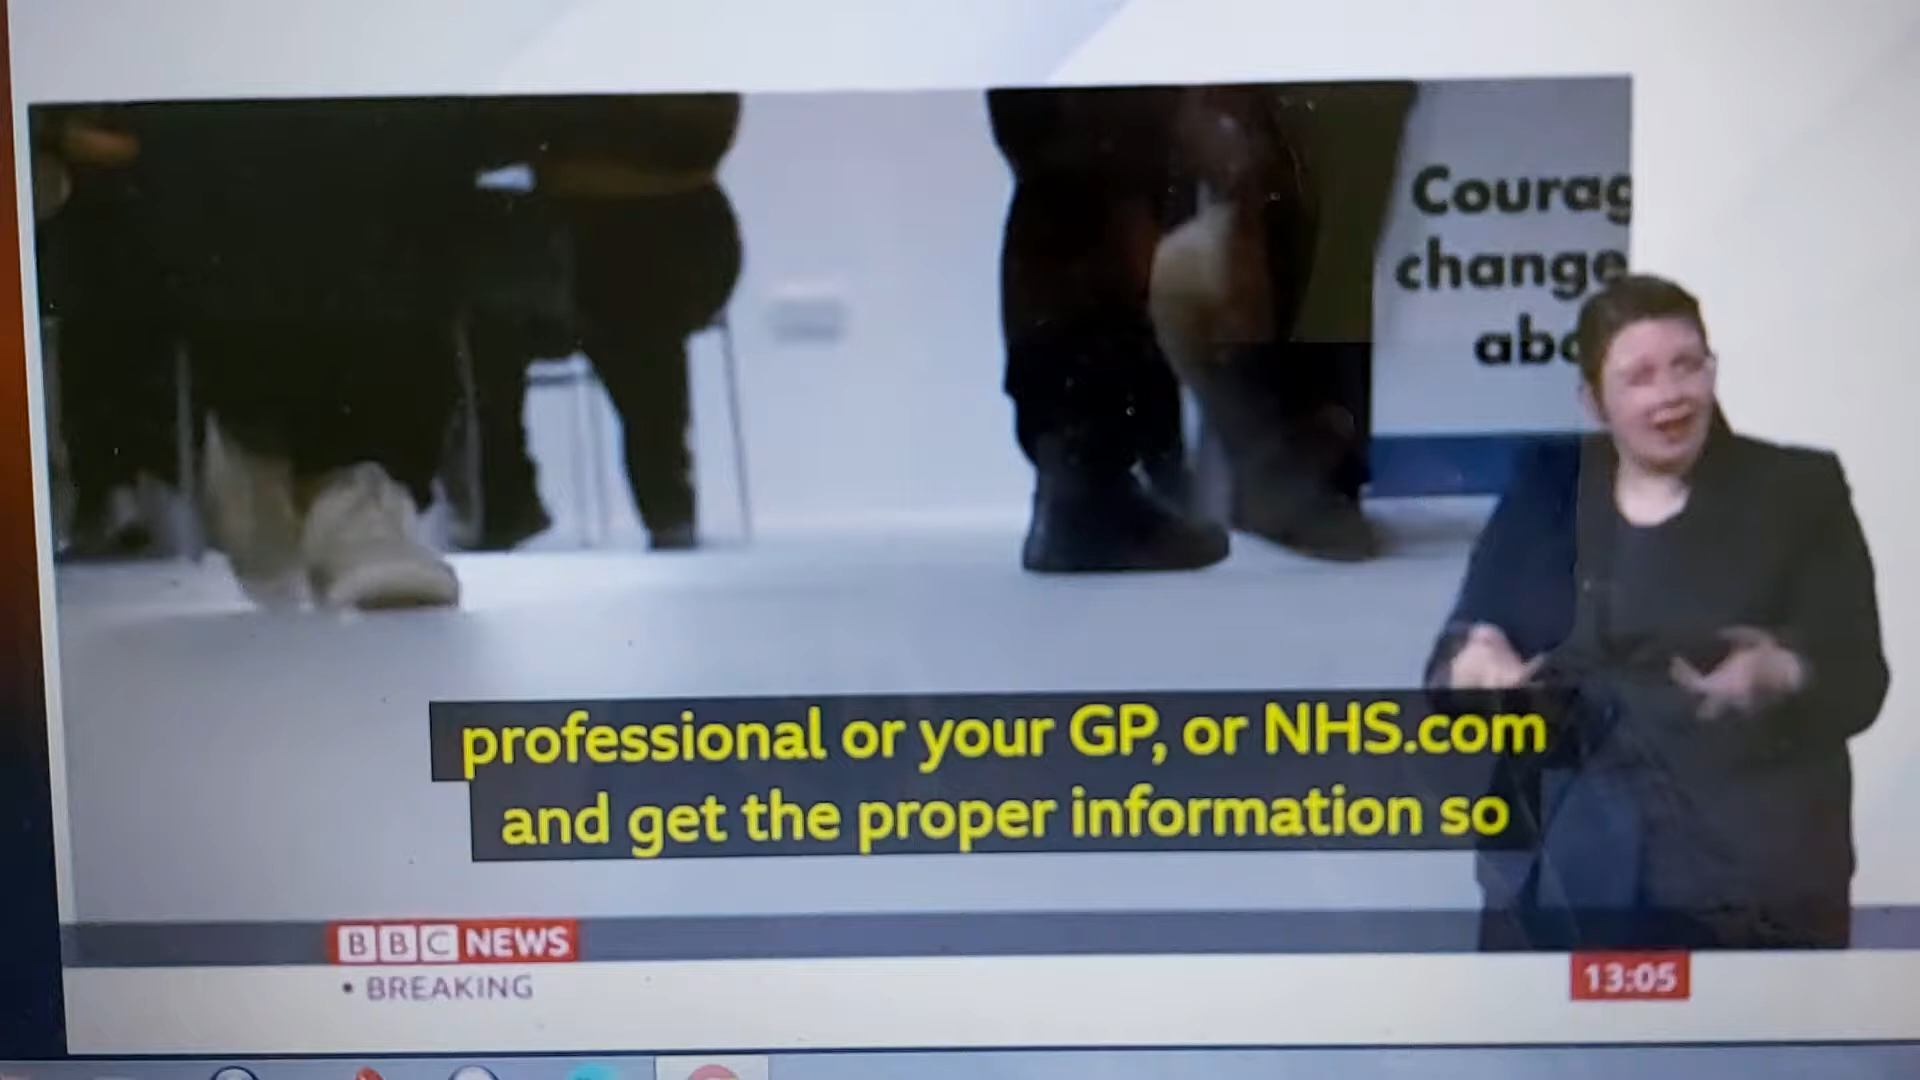 Courag
change
abo
professional or your GP, or NHS.com
and get the proper information so
BBC NEWS
• BREAKING
13:05